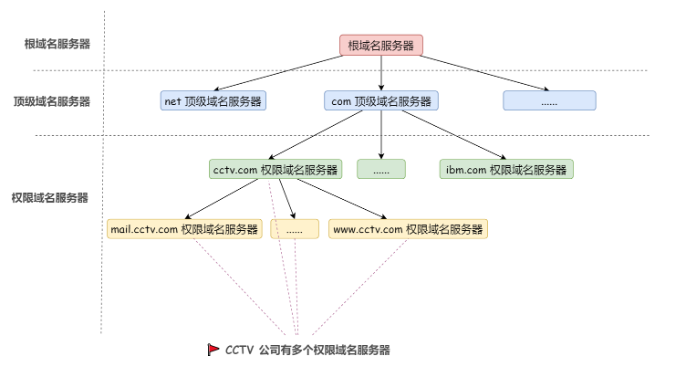 根域名服务器
根域名服务器
顶级域名服务器
net 顶级域名服务器
com 顶级域名服务器
......
cctv.com 权限域名服务器
......
ibm.com 权限域名服务器
权限域名服务器
mail.cctv.com 权限域名服务器
......
www.cctv.com 权限域名服务器
CCTV 公司有多个权限域名服务器